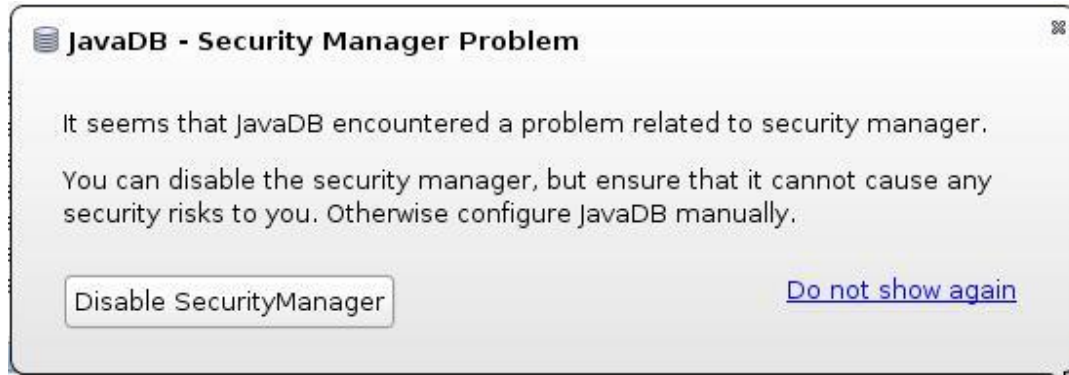 JavaDB - Security Manager Problem
It seems that JavaDB encountered a problem related to security manager.
You can disable the security manager, but ensure that it cannot cause any
security risks to you. Otherwise configure JavaDB manually.
Disable SecurityManager
Do not show again